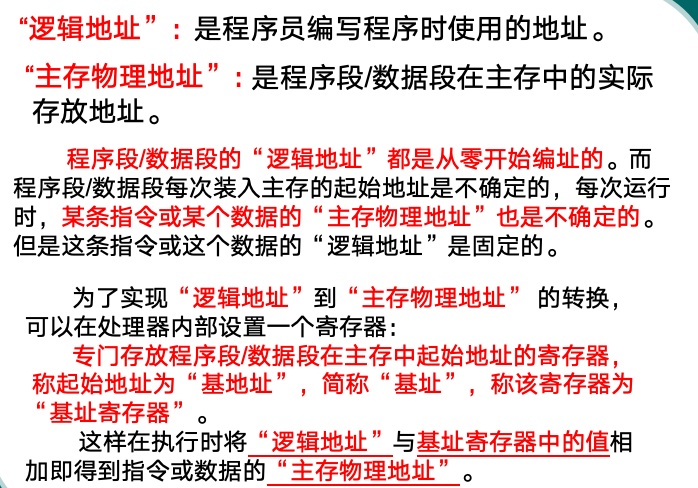 “逻辑地址”：是程序员编写程序时使用的地址。
“主存物理地址”：是程序段/数据段在主存中的实际
存放地址。
程序段/数据段的“逻辑地址”都是从零开始编址的。而
程序段/数据段每次装入主存的起始地址是不确定的，每次运行
时，某条指令或某个数据的“主存物理地址”也是不确定的。
但是这条指令或这个数据的“逻辑地址”是固定的。
为了实现“逻辑地址”到“主存物理地址” 的转换，
可以在处理器内部设置一个寄存器：
专门存放程序段/数据段在主存中起始地址的寄存器，
称起始地址为“基地址”，简称“基址”，称该寄存器为
“基址寄存器”。
这样在执行时将“逻辑地址”与基址寄存器中的值相
加即得到指令或数据的“主存物理地址”。